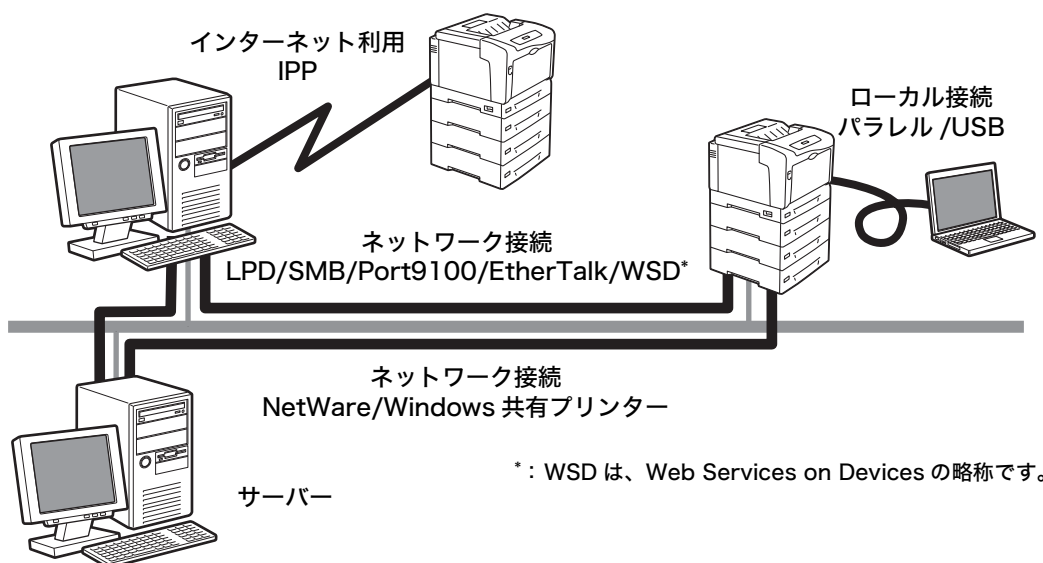 インターネット利用
IPP
ローカル接続
パラレル /USB
ネットワーク接続
LPD/SMB/Port9100/EtherTalk/WSD*
ネットワーク接続
NetWare/Windows 共有プリンター
*：WSD は、Web Services on Devices の略称です。
サーバー